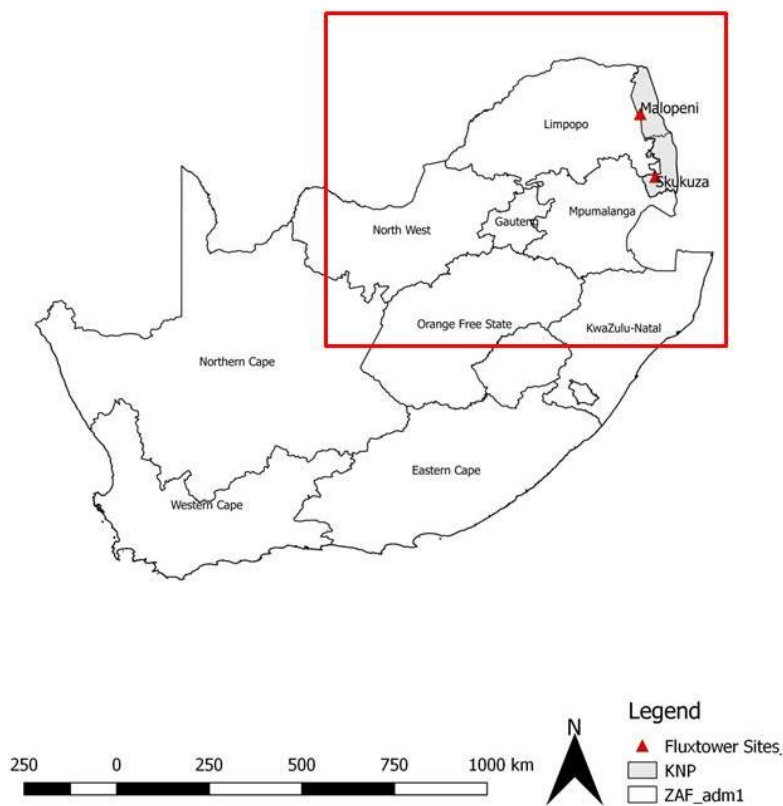 Malopeni
Limpopo
Skukuza
Mpumalanga
Gauteng
North West
Orange Free State
KwaZulu-Natal
Northern Cape
Eastern Cape
Western Cape
N
Legend
Fluxtower Sites_
KNP
ZAF_adm1
250 0 250 500 750 1000 km